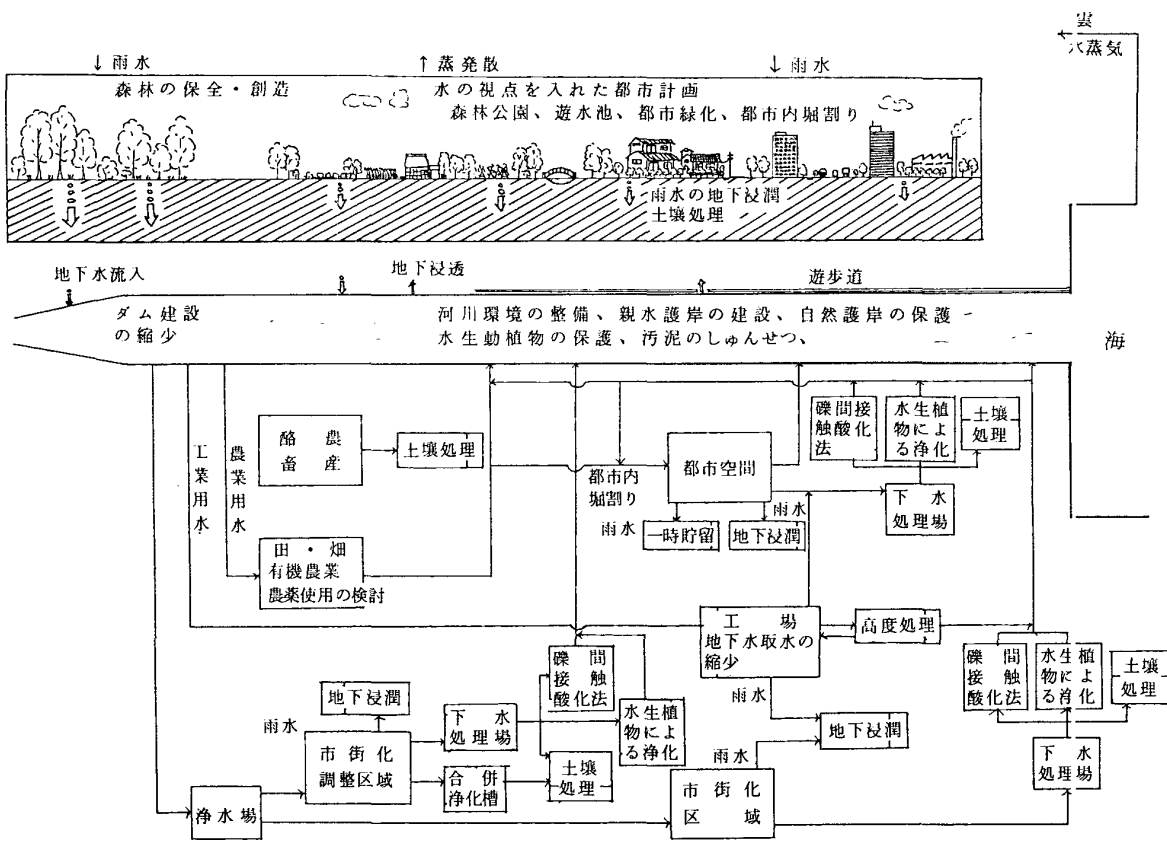 雲
水蒸気
↓雨水
↑蒸発散
↓雨水
森林の保全・創造
水の視点を入れた都市計画
森林公園、遊水池、都市緑化、都市内堀割り
雨水の地下浸潤
土壌処理
地下水流入
地下浸透
遊歩道
ダム建設
の縮少
河川環境の整備、親水護岸の建設、自然護岸の保護
水生動植物の保護、汚泥のしゅんせつ、
海
工業用水
農業用水
酪農
畜産
土壌処理
都市内
堀割り
都市空間
礫間接
触酸化
法
水生植
物によ
る浄化
土壌
処理
下水
処理場
雨水
一時貯留
雨水
地下浸潤
田・畑
有機農業
農薬使用の検討
工場
地下水取水の
縮少
高度処理
雨水
地下浸潤
礫間
接触
酸化法
水生植
物によ
る浄化
土壌
処理
下水
処理場
地下浸潤
雨水
市街化
調整区域
下水
処理場
合併
浄化槽
礫間
接触
酸化法
水生植
物によ
る浄化
土壌
処理
雨水
市街化
区域
浄水場